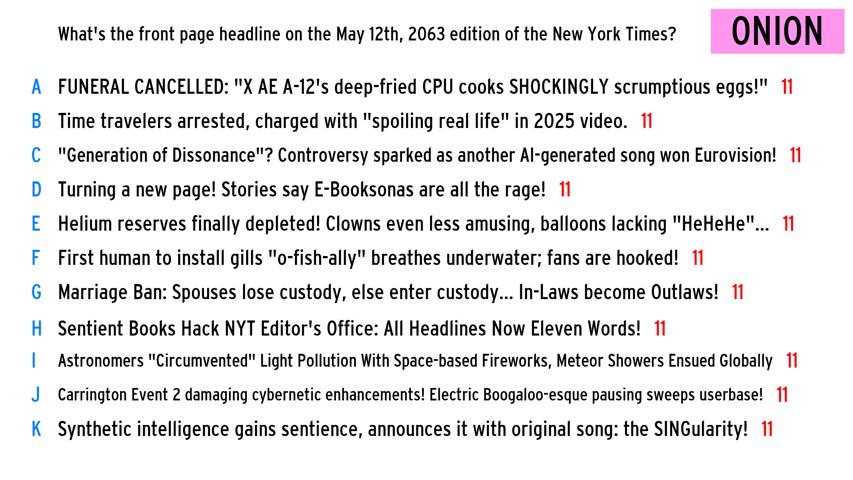 What's the front page headline on the May 12th, 2063 edition of the New York Times?
ONION
A FUNERAL CANCELLED: "X AE A-12's deep-fried CPU cooks SHOCKINGLY scrumptious eggs!" 11
B Time travelers arrested, charged with "spoiling real life" in 2025 video. 11
C "Generation of Dissonance"? Controversy sparked as another AI-generated song won Eurovision! 11
D Turning a new page! Stories say E-Booksonas are all the rage! 11
E Helium reserves finally depleted! Clowns even less amusing, balloons lacking "HeHeHe"... 11
F First human to install gills "o-fish-ally" breathes underwater; fans are hooked! 11
G Marriage Ban: Spouses lose custody, else enter custody... In-Laws become Outlaws! 11
H Sentient Books Hack NYT Editor's Office: All Headlines Now Eleven Words! 11
I Astronomers "Circumvented" Light Pollution With Space-based Fireworks, Meteor Showers Ensued Globally 11
J Carrington Event 2 damaging cybernetic enhancements! Electric Boogaloo-esque pausing sweeps userbase! 11
K Synthetic intelligence gains sentience, announces it with original song: the SINGularity! 11